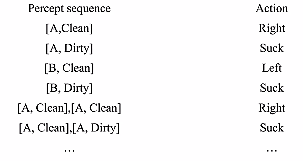 Percept sequence Action
[A,Clean] Right
[A, Dirty] Suck
[B, Clean] Left
[B, Dirty] Suck
[A, Clean],[A, Clean] Right
[A, Clean],[A, Dirty] Suck
… …